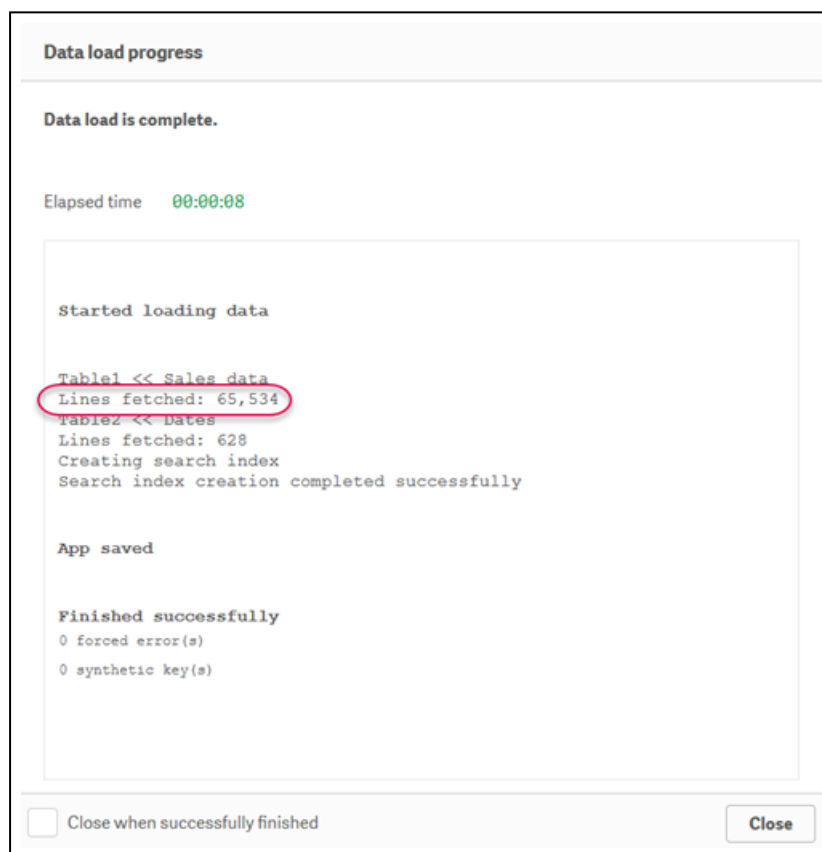 Data load progress
Data load is complete.
Elapsed time 00:00:08
Started loading data
Table1 << Sales data
Lines fetched: 65,534
Table2 << Dates
Lines fetched: 628
Creating search index
Search index creation completed successfully
App saved
Finished successfully
0 forced error(s)
0 synthetic key(s)
Close when successfully finished
Close